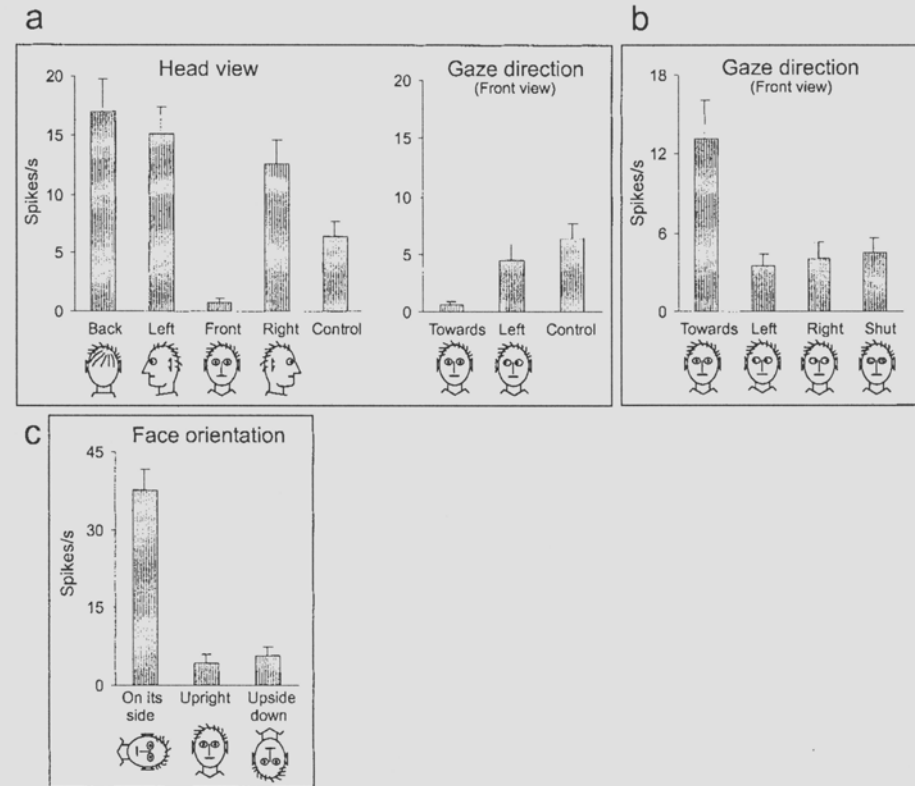 a
Head view
Spikes/s
20
15
10
5
0
Back Left Front Right Control
Gaze direction
(Front view)
20
15
10
5
0
Towards Left Control
b
Gaze direction
(Front view)
Spikes/s
18
12
6
0
Towards Left Right Shut
c
Face orientation
Spikes/s
45
30
15
0
On its Upright Upside
side down